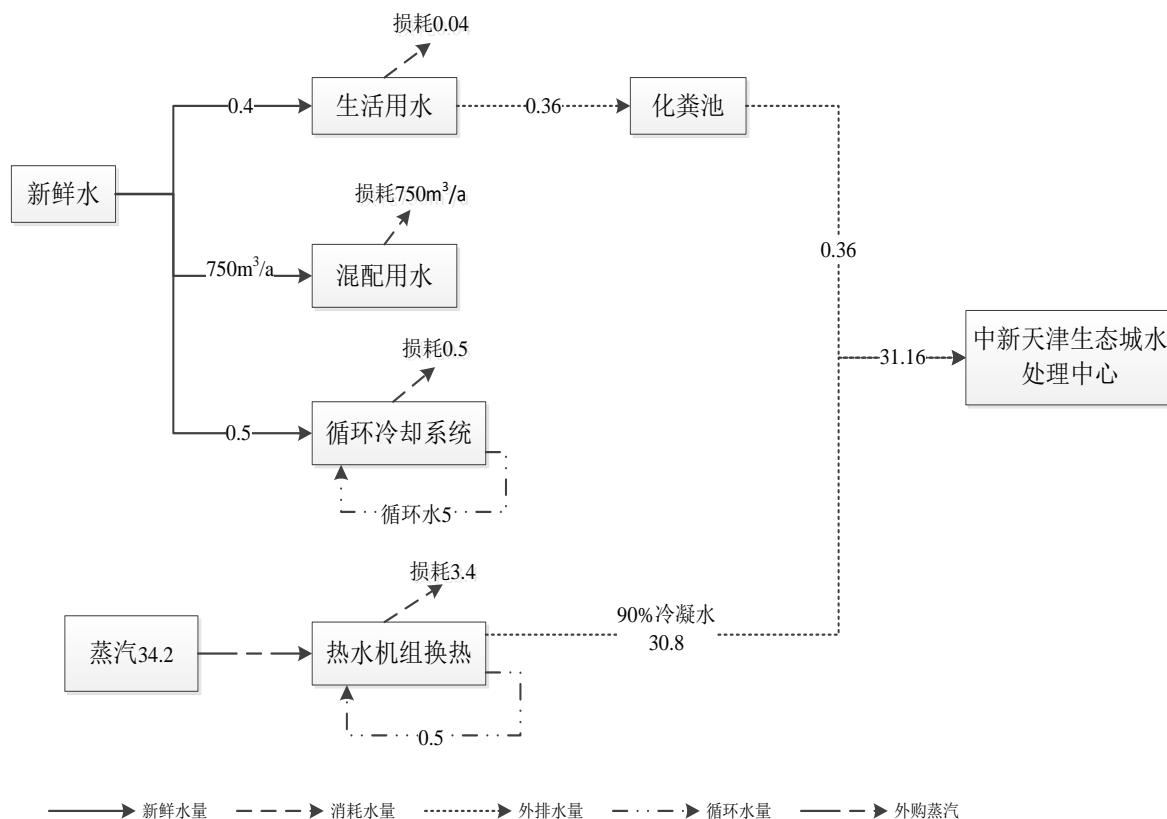 损耗0.04
0.4
生活用水
0.36
化粪池
新鲜水
损耗750m³/a
750m³/a
混配用水
0.36
损耗0.5
31.16
中新天津生态城水
处理中心
0.5
循环冷却系统
循环水5
损耗3.4
90%冷凝水
30.8
蒸汽34.2
热水机组换热
0.5
新鲜水量
消耗水量
外排水量
循环水量
外购蒸汽